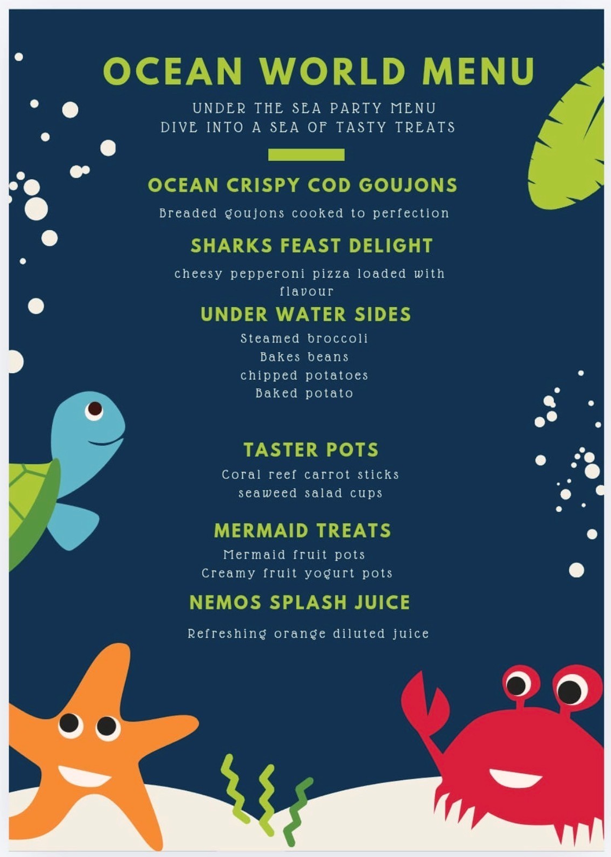 OCEAN WORLD MENU
UNDER THE SEA PARTY MENU
DIVE INTO A SEA OF TASTY TREATS
OCEAN CRISPY COD GOUJONS
Breaded goujons cooked to perfection
SHARKS FEAST DELIGHT
cheesy pepperoni pizza loaded with
flavour
UNDER WATER SIDES
Steamed broccoli
Bakes beans
chipped potatoes
Baked potato
TASTER POTS
Coral reef carrot sticks
seaweed salad cups
MERMAID TREATS
Mermaid fruit pots
Creamy fruit yogurt pots
NEMOS SPLASH JUICE
Refreshing orange diluted juice